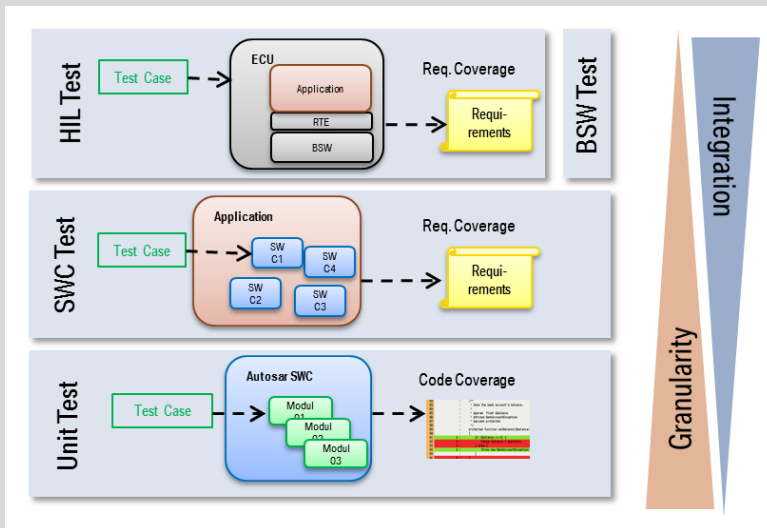 HIL Test
Test Case
ECU
Application
RTE
BSW
Req. Coverage
Requi-
rements
BSW Test
SWC Test
Test Case
Application
SW
C1
SW
C4
SW
C2
SW
C3
Req. Coverage
Requi-
rements
Unit Test
Test Case
Autosar SWC
Modul
Modul
Modul
03
Code Coverage
Granularity
Integration